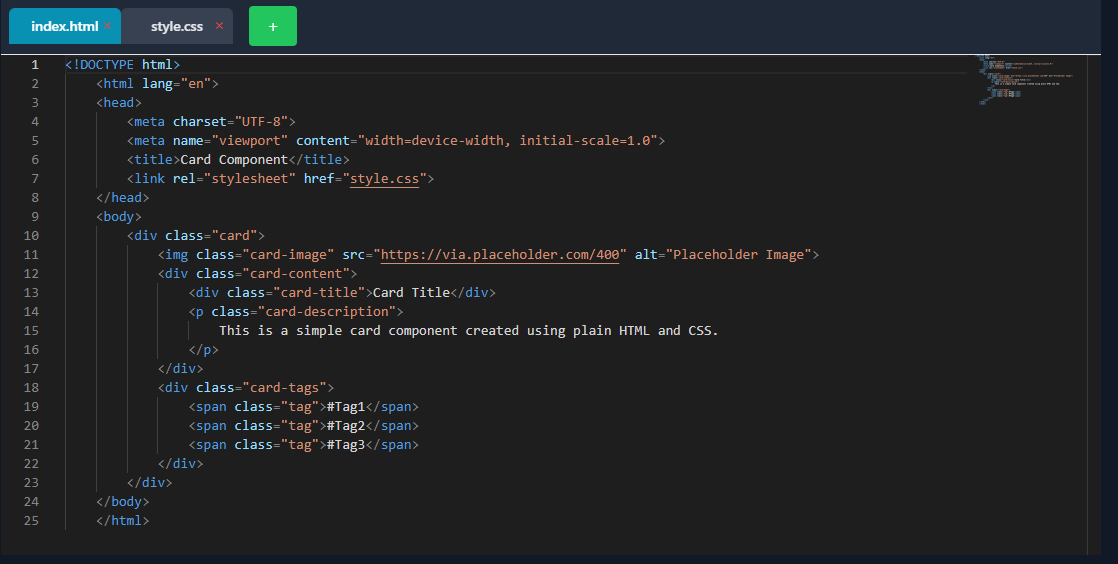 index.html × style.css × +
1 <!DOCTYPE html>
2 <html lang="en">
3 <head>
4 <meta charset="UTF-8">
5 <meta name="viewport" content="width=device-width, initial-scale=1.0">
6 <title>Card Component</title>
7 <link rel="stylesheet" href="style.css">
8 </head>
9 <body>
10 <div class="card">
11 <img class="card-image" src="https://via.placeholder.com/400" alt="Placeholder Image">
12 <div class="card-content">
13 <div class="card-title">Card Title</div>
14 <p class="card-description">
15 This is a simple card component created using plain HTML and CSS.
16 </p>
17 </div>
18 <div class="card-tags">
19 <span class="tag">#Tag1</span>
20 <span class="tag">#Tag2</span>
21 <span class="tag">#Tag3</span>
22 </div>
23 </div>
24 </body>
25 </html>